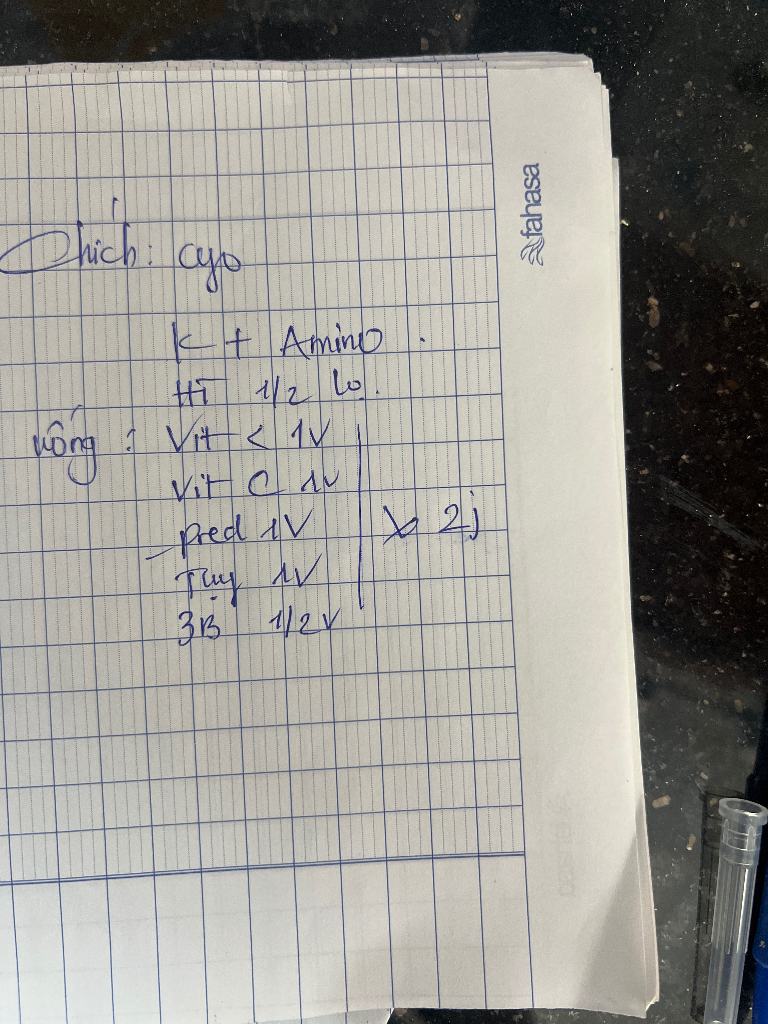 Chích: cyo
K + Amino.
HT 1/2 lọ.
uống: Vit < 1V
Vit C 1V
- Pred 1V
Tụy 1V
3B 1/2V
x 2j
fahasa